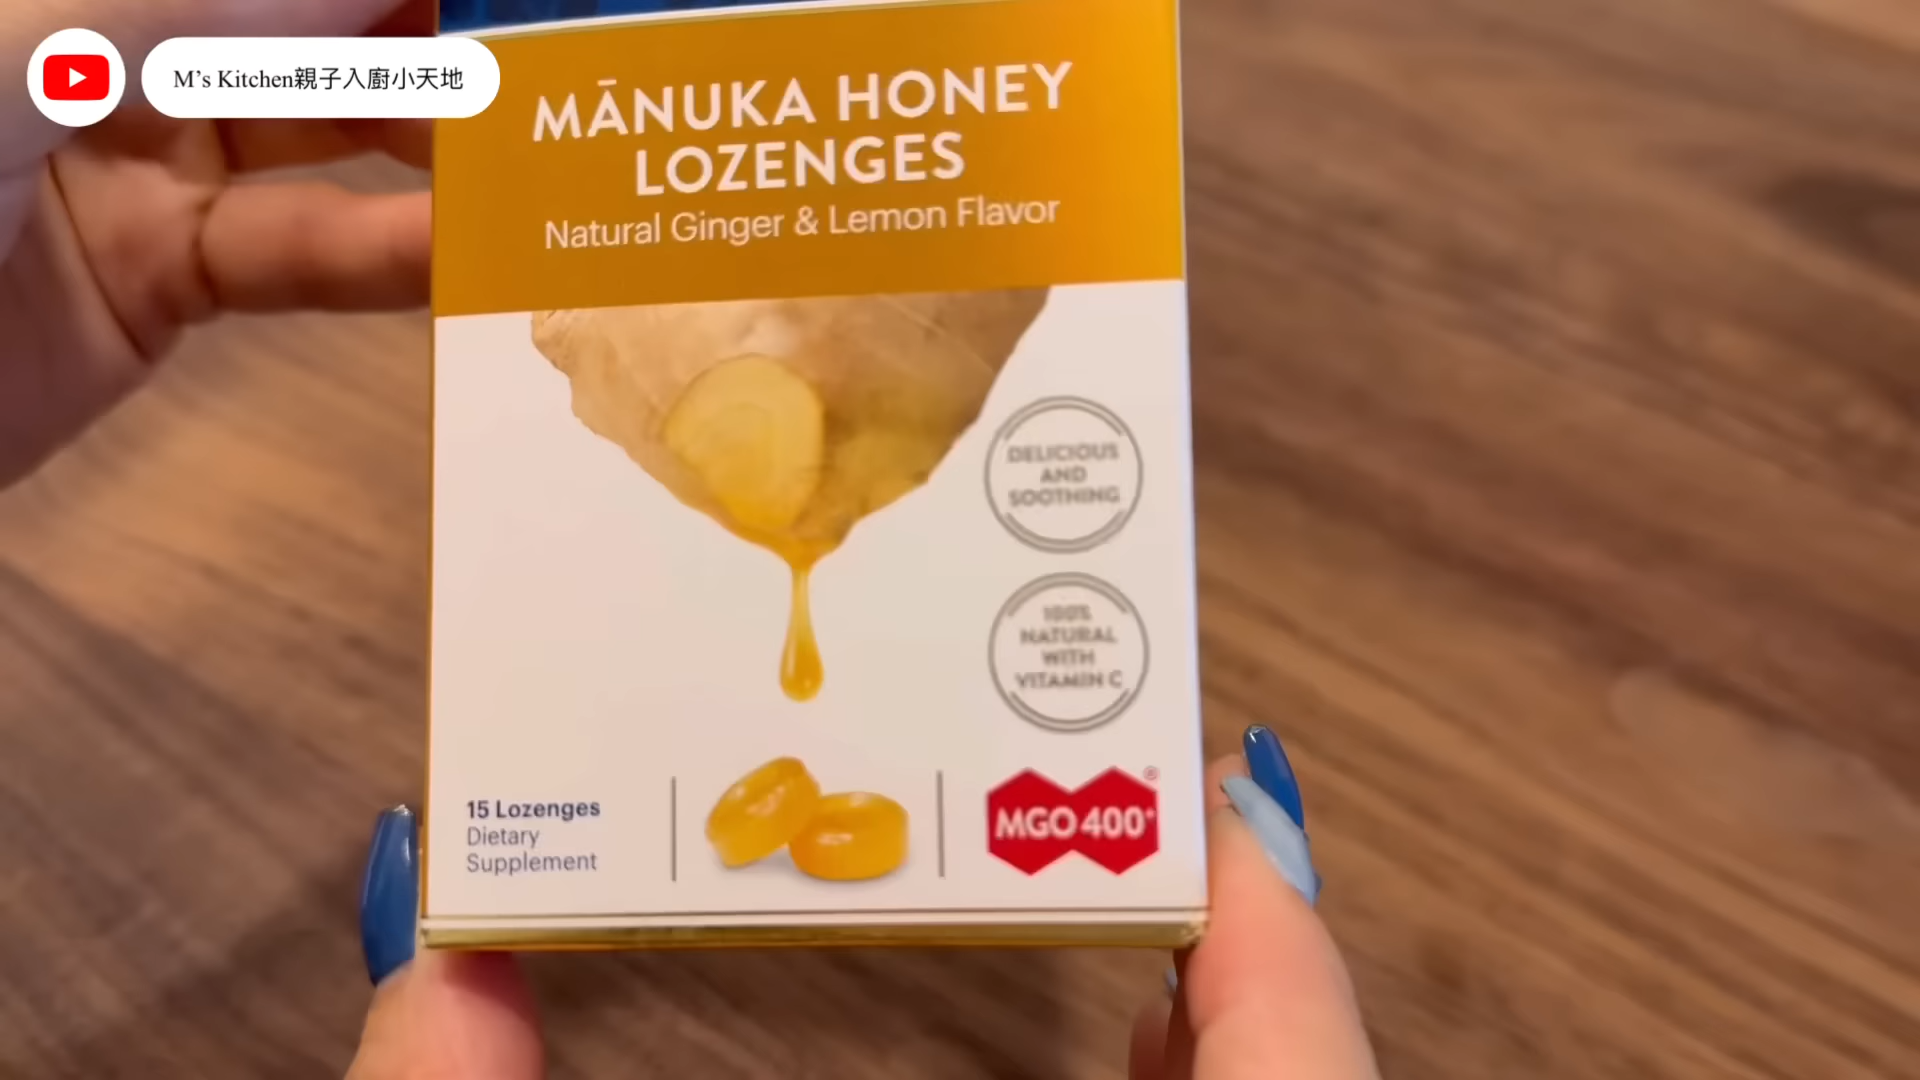 M's Kitchen親子入廚小天地
MĀNUKA HONEY
LOZENGES
Natural Ginger & Lemon Flavor
DELICIOUS
AND
SOOTHING
100%
NATURAL
WITH
VITAMIN C
15 Lozenges
Dietary
Supplement
MGO 400+
®